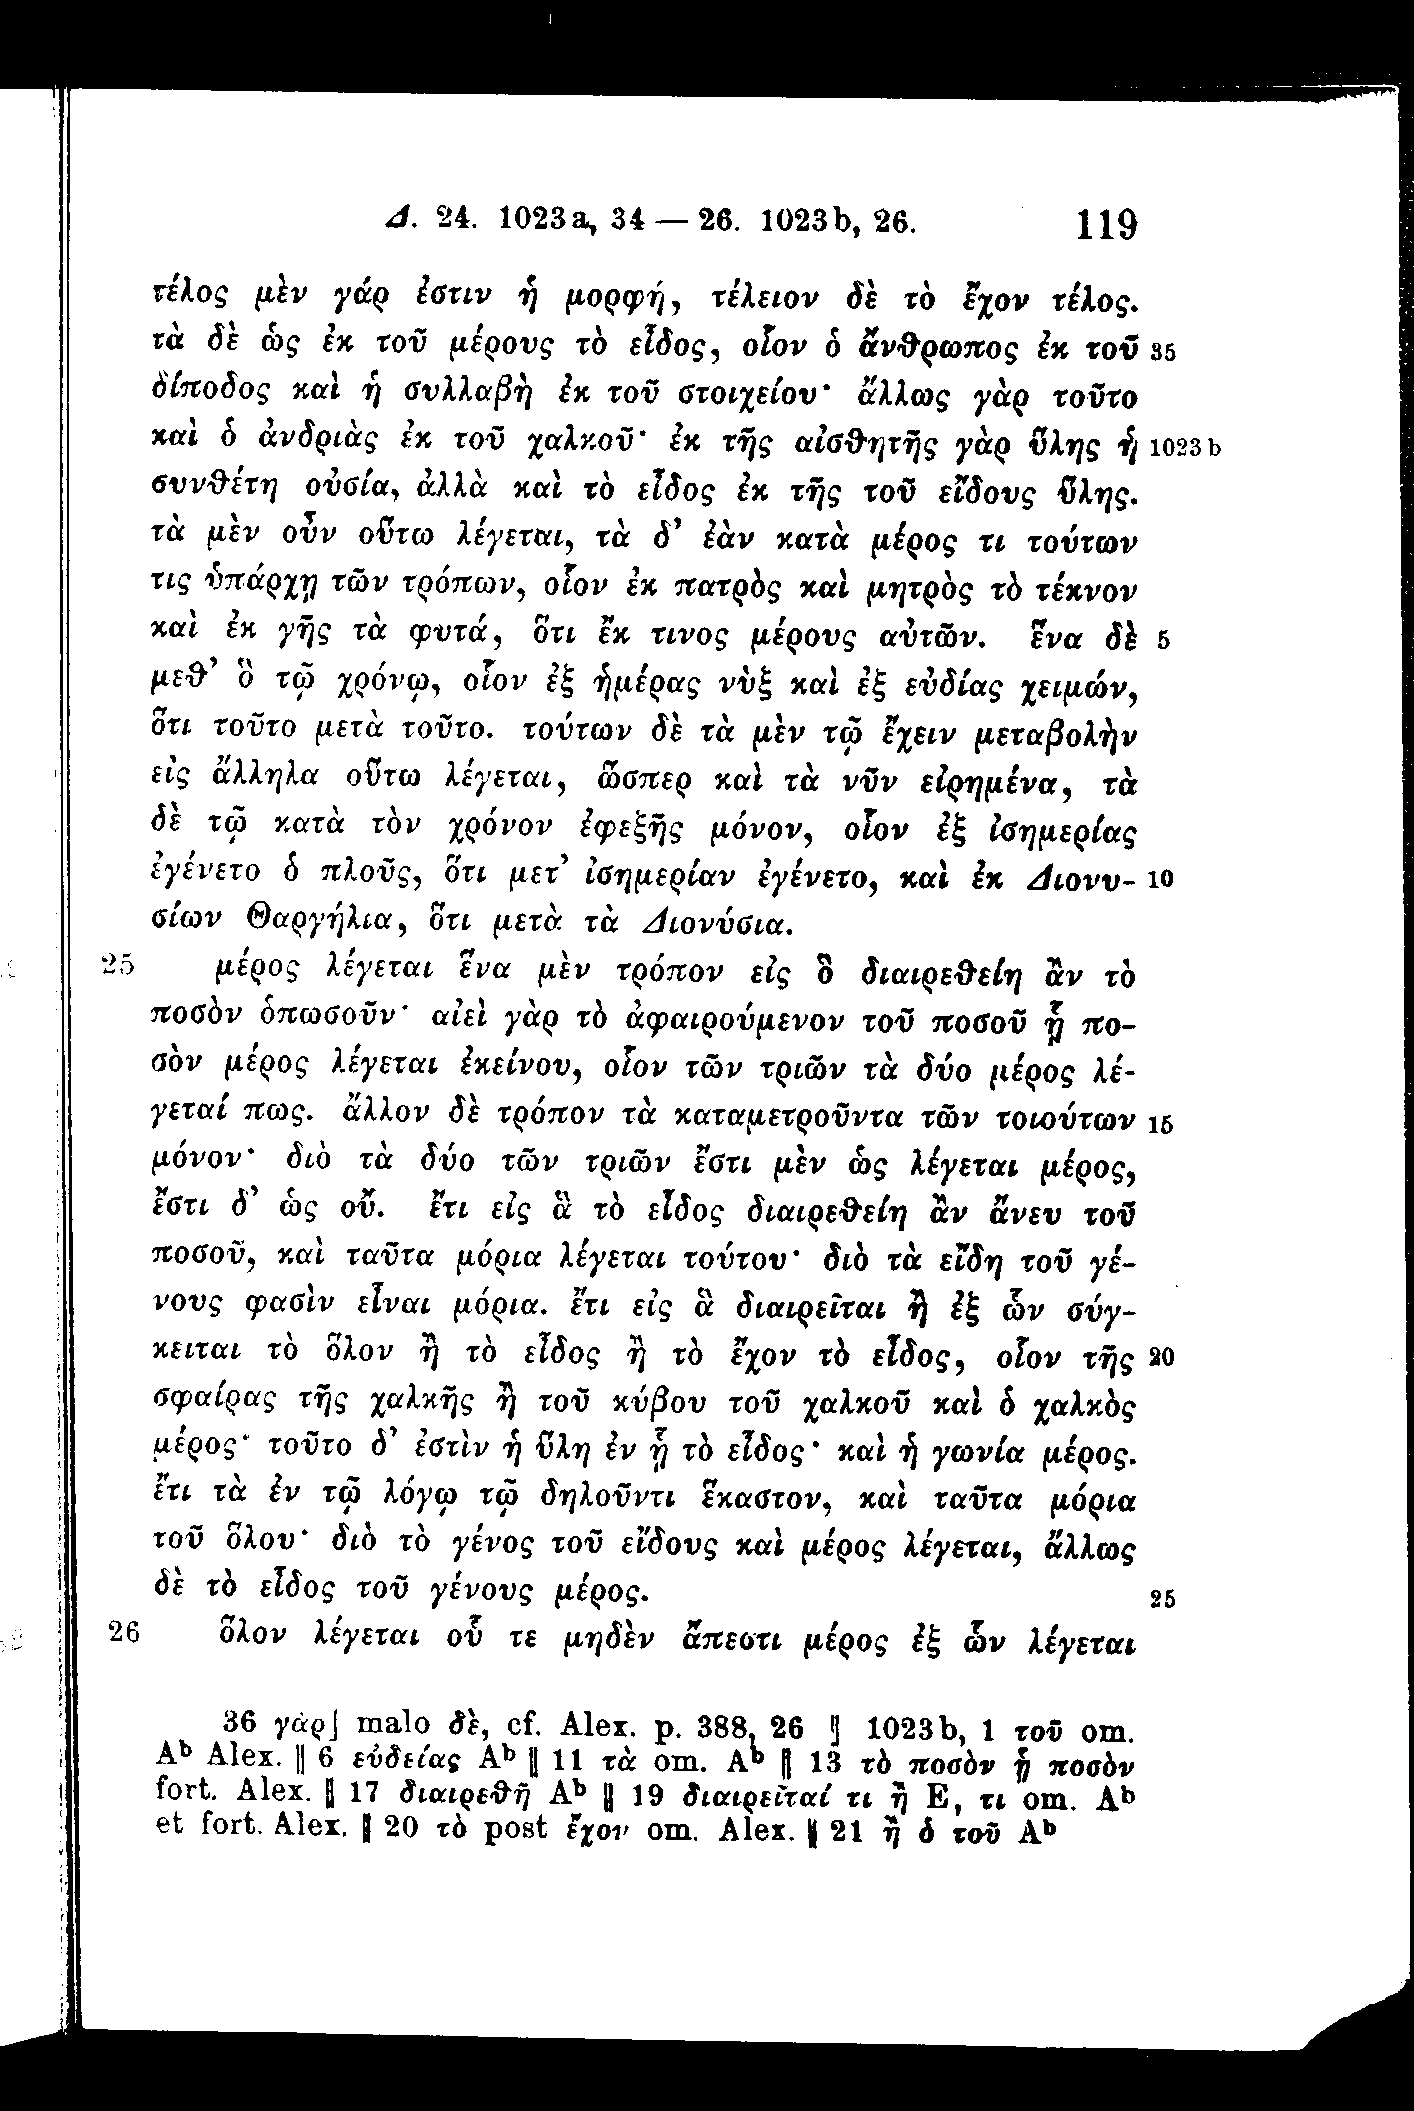 Δ. 24. 1023a, 34 — 26. 1023b, 26. 119
τέλος μὲν γάρ ἐστιν ἡ μορφή, τέλειον δὲ τὸ ἔχον τέλος.
τὰ δὲ ὡς ἐκ τοῦ μέρους τὸ εἶδος, οἷον ὁ ἄνθρωπος ἐκ τοῦ 35
δίποδος καὶ ἡ συλλαβὴ ἐκ τοῦ στοιχείου· ἄλλως γὰρ τοῦτο
καὶ ὁ ἀνδριὰς ἐκ τοῦ χαλκοῦ· ἐκ τῆς αἰσθητῆς γὰρ ὕλης ἡ 1023 b
συνθέτη οὐσία, ἀλλὰ καὶ τὸ εἶδος ἐκ τῆς τοῦ εἴδους ὕλης.
τὰ μὲν οὖν οὕτω λέγεται, τὰ δ’ ἐὰν κατὰ μέρος τι τούτων
τις ὑπάρχῃ τῶν τρόπων, οἷον ἐκ πατρὸς καὶ μητρὸς τὸ τέκνον
καὶ ἐκ γῆς τὰ φυτά, ὅτι ἔκ τινος μέρους αὐτῶν. ἕνα δὲ 5
μεθ’ ὃ τῷ χρόνῳ, οἷον ἐξ ἡμέρας νὺξ καὶ ἐξ εὐδίας χειμών,
ὅτι τοῦτο μετὰ τοῦτο. τούτων δὲ τὰ μὲν τῷ ἔχειν μεταβολὴν
εἰς ἄλληλα οὕτω λέγεται, ὥσπερ καὶ τὰ νῦν εἰρημένα, τὰ
δὲ τῷ κατὰ τὸν χρόνον ἐφεξῆς μόνον, οἷον ἐξ ἰσημερίας
ἐγένετο ὁ πλοῦς, ὅτι μετ’ ἰσημερίαν ἐγένετο, καὶ ἐκ Διονυ- 10
σίων Θαργήλια, ὅτι μετὰ τὰ Διονύσια.
25 μέρος λέγεται ἕνα μὲν τρόπον εἰς ὃ διαιρεθείη ἂν τὸ
ποσὸν ὁπωσοῦν· αἰεὶ γὰρ τὸ ἀφαιρούμενον τοῦ ποσοῦ ᾗ πο-
σὸν μέρος λέγεται ἐκείνου, οἷον τῶν τριῶν τὰ δύο μέρος λέ-
γεταί πως. ἄλλον δὲ τρόπον τὰ καταμετροῦντα τῶν τοιούτων 15
μόνον· διὸ τὰ δύο τῶν τριῶν ἔστι μὲν ὡς λέγεται μέρος,
ἔστι δ’ ὡς οὔ. ἔτι εἰς ἃ τὸ εἶδος διαιρεθείη ἂν ἄνευ τοῦ
ποσοῦ, καὶ ταῦτα μόρια λέγεται τούτου· διὸ τὰ εἴδη τοῦ γέ-
νους φασὶν εἶναι μόρια. ἔτι εἰς ἃ διαιρεῖται ἢ ἐξ ὧν σύγ-
κειται τὸ ὅλον ἢ τὸ εἶδος ἢ τὸ ἔχον τὸ εἶδος, οἷον τῆς 20
σφαίρας τῆς χαλκῆς ἢ τοῦ κύβου τοῦ χαλκοῦ καὶ ὁ χαλκὸς
μέρος· τοῦτο δ’ ἐστὶν ἡ ὕλη ἐν ᾗ τὸ εἶδος· καὶ ἡ γωνία μέρος.
ἔτι τὰ ἐν τῷ λόγῳ τῷ δηλοῦντι ἕκαστον, καὶ ταῦτα μόρια
τοῦ ὅλου· διὸ τὸ γένος τοῦ εἴδους καὶ μέρος λέγεται, ἄλλως
δὲ τὸ εἶδος τοῦ γένους μέρος. 25
26 ὅλον λέγεται οὗ τε μηδὲν ἄπεστι μέρος ἐξ ὧν λέγεται
36 γὰρ] malo δὲ, cf. Alex. p. 388, 26 ‖ 1023b, 1 τοῦ om.
Aᵇ Alex. ‖ 6 εὐδείας Aᵇ ‖ 11 τὰ om. Aᵇ ‖ 13 τὸ ποσὸν ᾗ ποσὸν
fort. Alex. ‖ 17 διαιρεθῇ Aᵇ ‖ 19 διαιρεῖταί τι ἢ E, τι om. Aᵇ
et fort. Alex. ‖ 20 τὸ post ἔχον om. Alex. ‖ 21 ἢ ὁ τοῦ Aᵇ